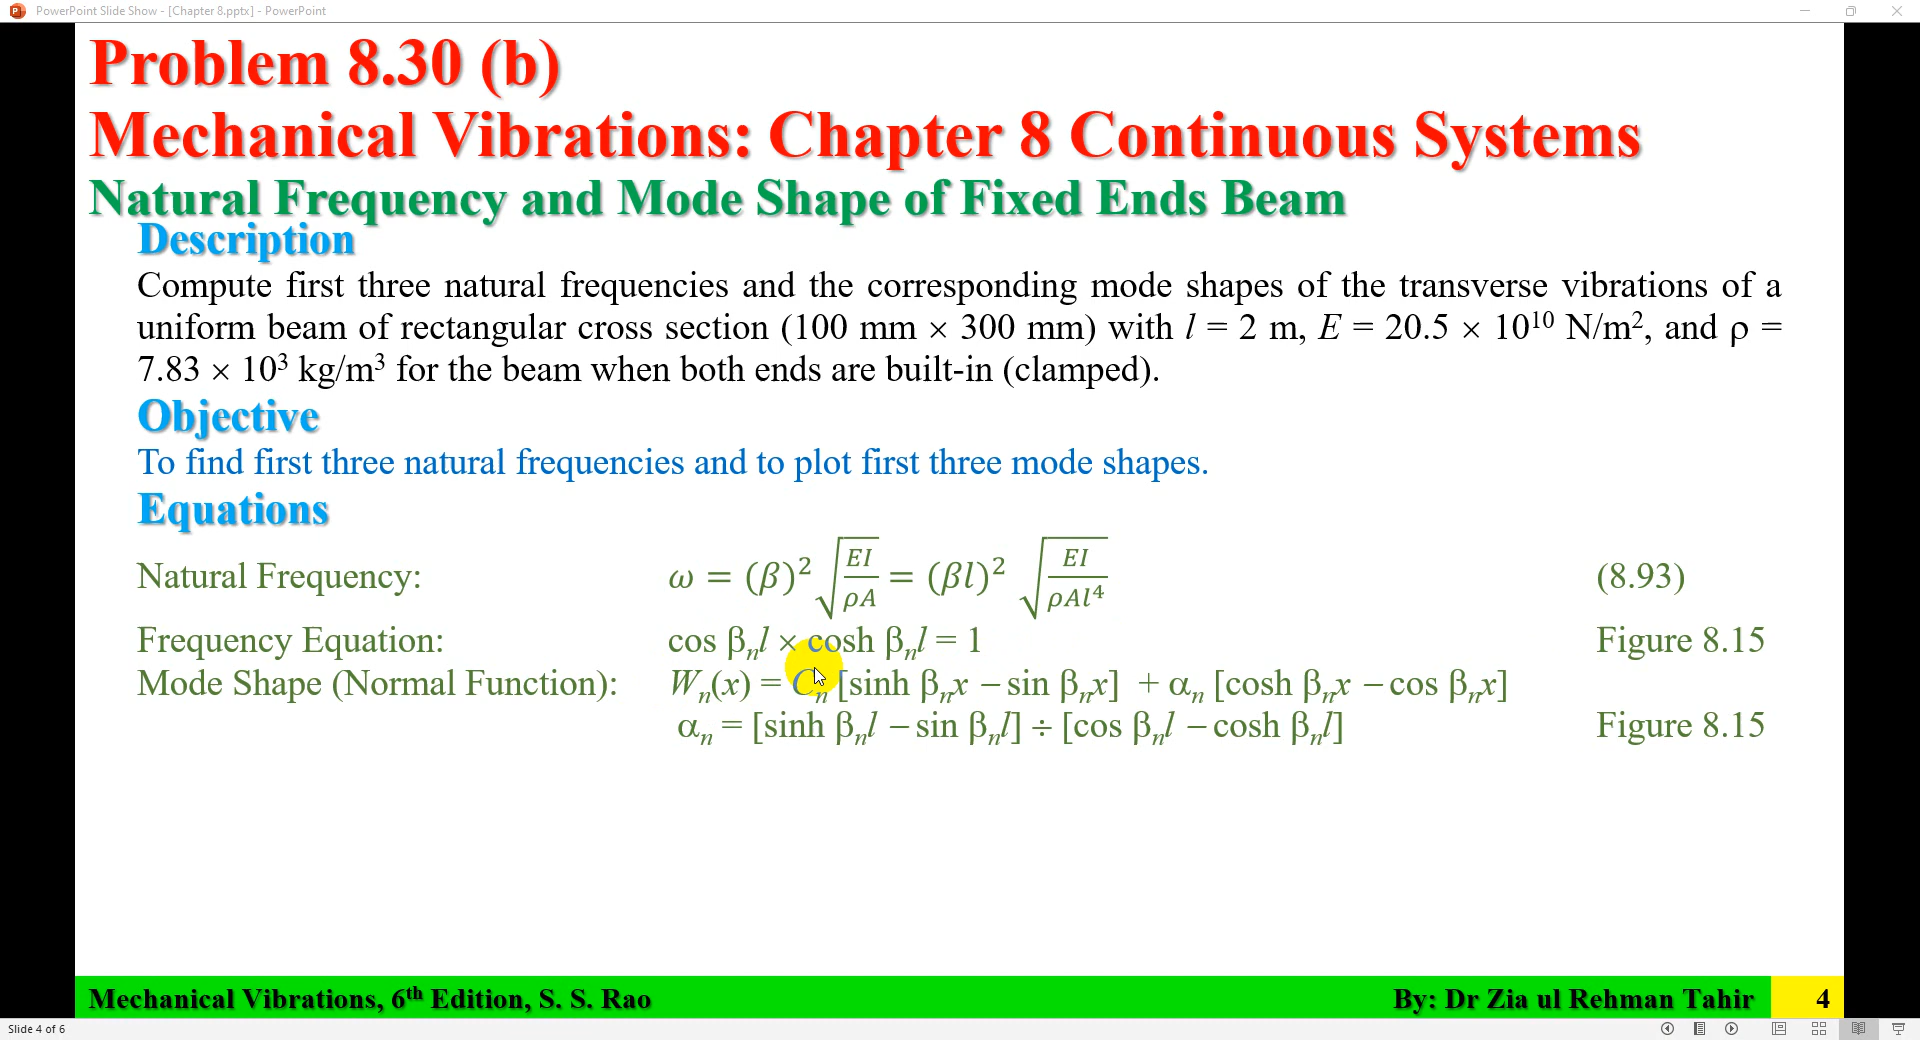 PowerPoint Slide Show - [Chapter 8.pptx] - PowerPoint
Problem 8.30 (b)
Mechanical Vibrations: Chapter 8 Continuous Systems
Natural Frequency and Mode Shape of Fixed Ends Beam
Description
Compute first three natural frequencies and the corresponding mode shapes of the transverse vibrations of a
uniform beam of rectangular cross section (100 mm × 300 mm) with l = 2 m, E = 20.5 × 10¹⁰ N/m², and ρ =
7.83 × 10³ kg/m³ for the beam when both ends are built-in (clamped).
Objective
To find first three natural frequencies and to plot first three mode shapes.
Equations
Natural Frequency: ω = (β)² √(EI/ρA) = (βl)² √(EI/ρAl⁴) (8.93)
Frequency Equation: cos βₙl × cosh βₙl = 1 Figure 8.15
Mode Shape (Normal Function): Wₙ(x) = Cₙ [sinh βₙx − sin βₙx] + αₙ [cosh βₙx − cos βₙx]
αₙ = [sinh βₙl − sin βₙl] ÷ [cos βₙl − cosh βₙl] Figure 8.15
Mechanical Vibrations, 6th Edition, S. S. Rao By: Dr Zia ul Rehman Tahir 4
Slide 4 of 6